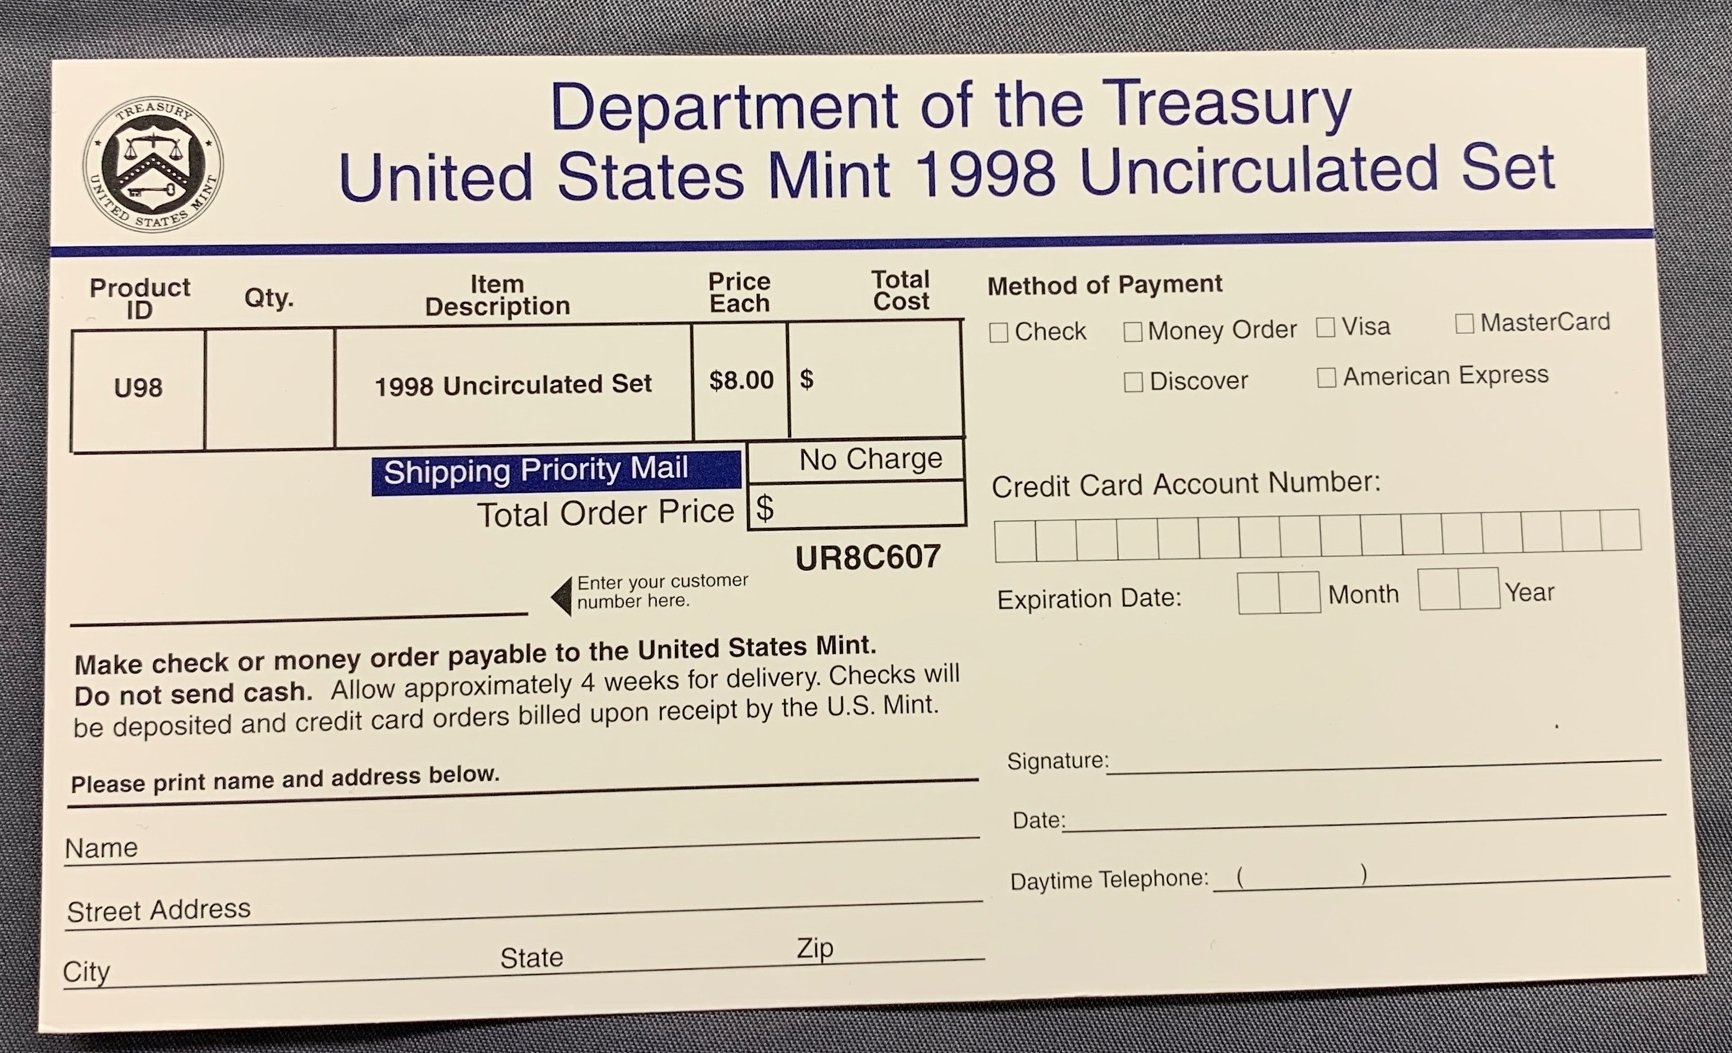 TREASURY
UNITED STATES MINT
Department of the Treasury
United States Mint 1998 Uncirculated Set
Product ID Qty. Item Description Price Each Total Cost
U98 1998 Uncirculated Set $8.00 $
Shipping Priority Mail No Charge
Total Order Price $
UR8C607
Enter your customer
number here.
Make check or money order payable to the United States Mint.
Do not send cash. Allow approximately 4 weeks for delivery. Checks will
be deposited and credit card orders billed upon receipt by the U.S. Mint.
Please print name and address below.
Name
Street Address
City State Zip
Method of Payment
Check Money Order Visa MasterCard
Discover American Express
Credit Card Account Number:
Expiration Date: Month Year
Signature:
Date:
Daytime Telephone: ( )